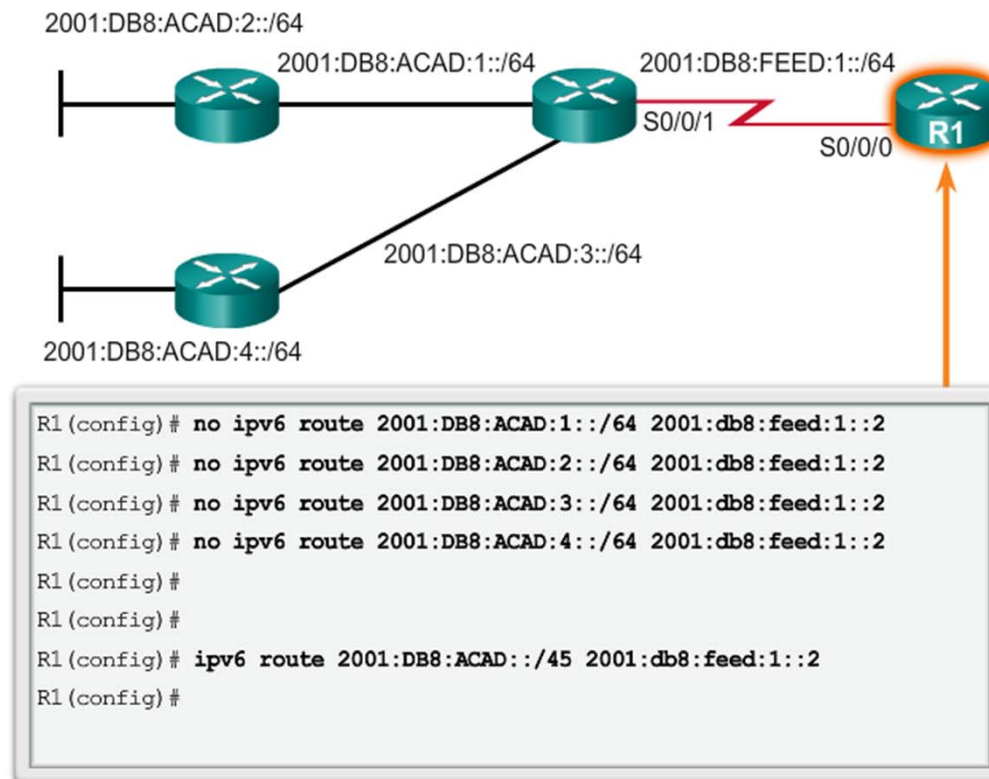 2001:DB8:ACAD:2::/64
2001:DB8:ACAD:1::/64
2001:DB8:FEED:1::/64
S0/0/1
S0/0/0
R1
2001:DB8:ACAD:3::/64
2001:DB8:ACAD:4::/64
R1(config)# no ipv6 route 2001:DB8:ACAD:1::/64 2001:db8:feed:1::2
R1(config)# no ipv6 route 2001:DB8:ACAD:2::/64 2001:db8:feed:1::2
R1(config)# no ipv6 route 2001:DB8:ACAD:3::/64 2001:db8:feed:1::2
R1(config)# no ipv6 route 2001:DB8:ACAD:4::/64 2001:db8:feed:1::2
R1(config)#
R1(config)#
R1(config)# ipv6 route 2001:DB8:ACAD::/45 2001:db8:feed:1::2
R1(config)#